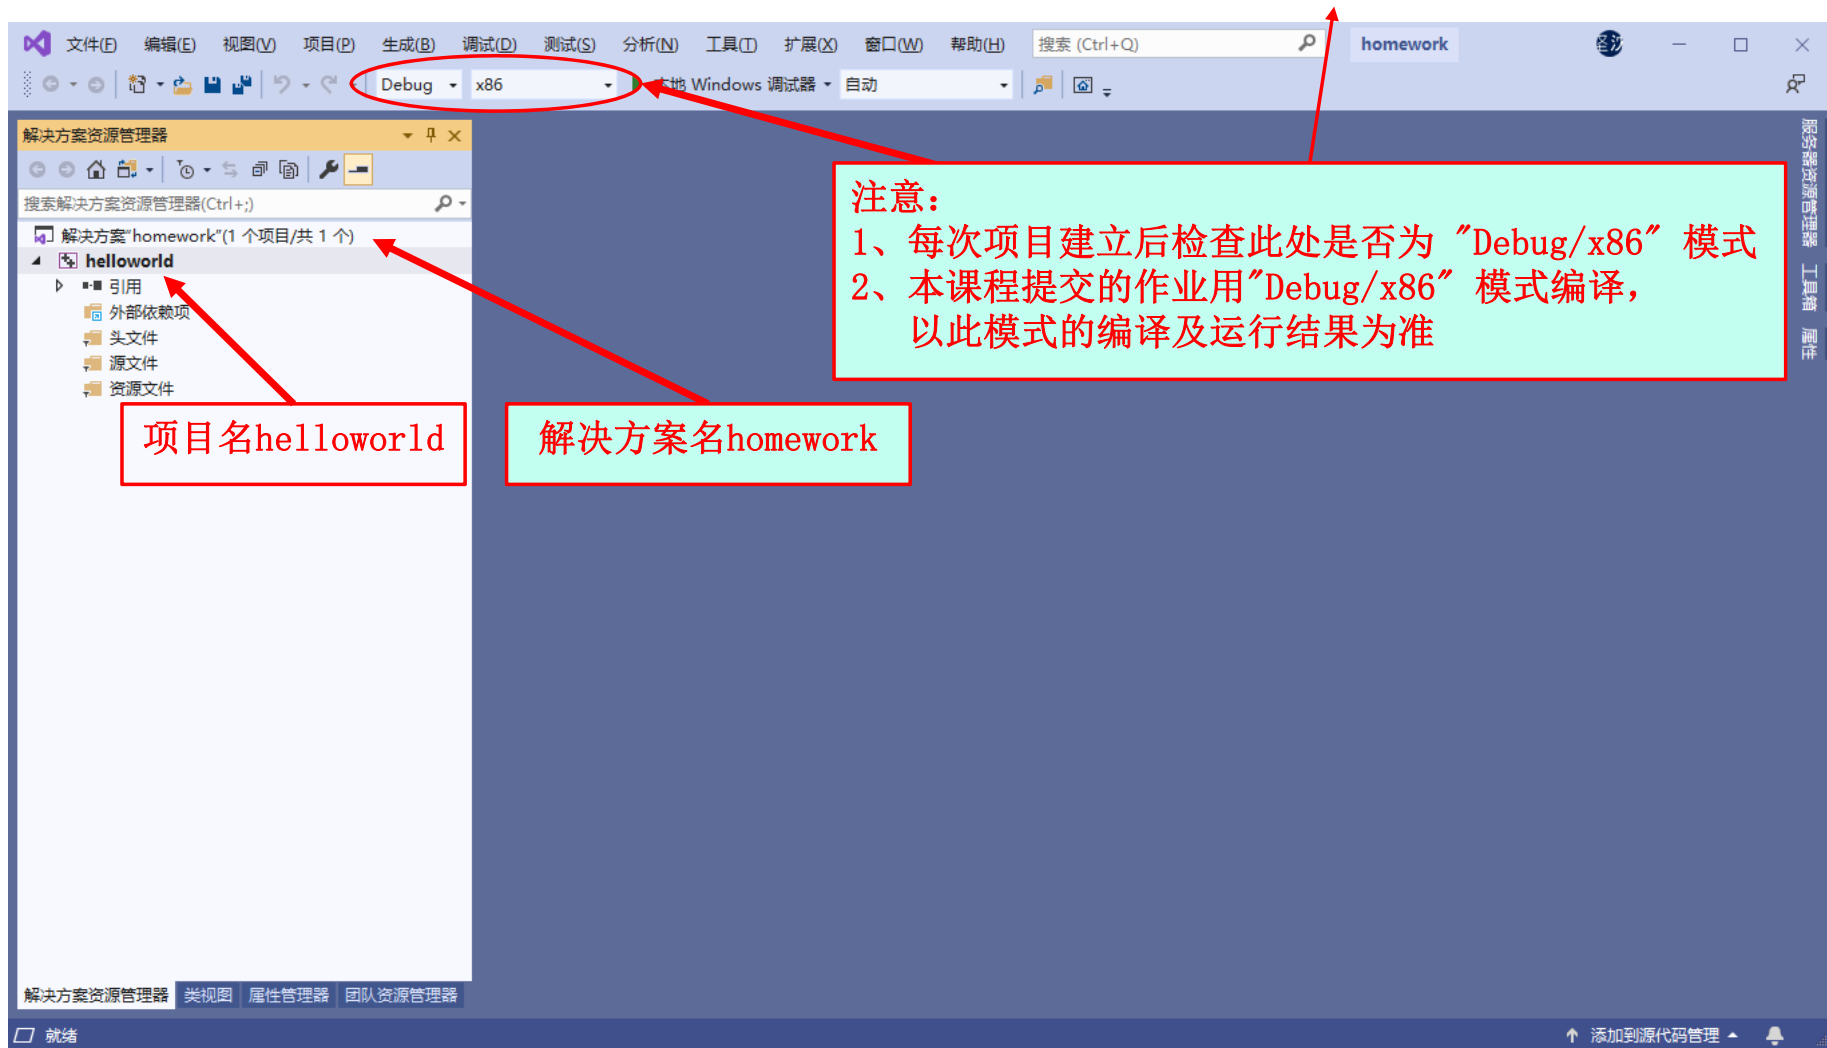 文件(F) 编辑(E) 视图(V) 项目(P) 生成(B) 调试(D) 测试(S) 分析(N) 工具(T) 扩展(X) 窗口(W) 帮助(H) 搜索 (Ctrl+Q) homework
Debug x86 本地 Windows 调试器 自动
解决方案资源管理器
搜索解决方案资源管理器(Ctrl+;)
解决方案"homework"(1 个项目/共 1 个)
helloworld
引用
外部依赖项
头文件
源文件
资源文件
注意：
1、每次项目建立后检查此处是否为 "Debug/x86" 模式
2、本课程提交的作业用"Debug/x86" 模式编译，
以此模式的编译及运行结果为准
项目名helloworld
解决方案名homework
服务器资源管理器
工具箱
属性
解决方案资源管理器 类视图 属性管理器 团队资源管理器
就绪 添加到源代码管理